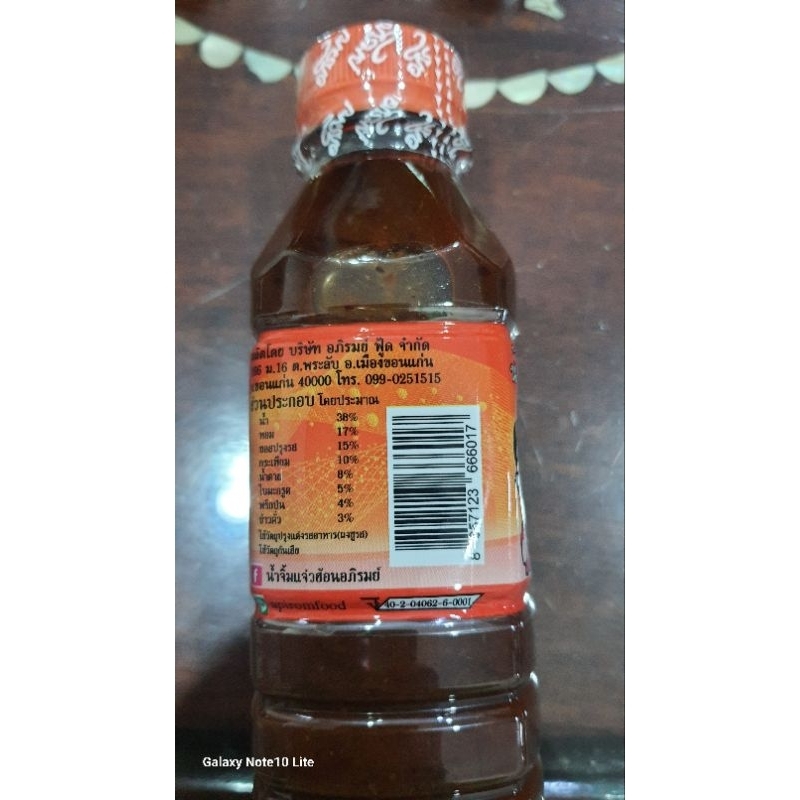 บริษัท อภิรมย์ ฟู๊ด จำกัด
ม.16 ต.พระลับ อ.เมืองขอนแก่น
ขอนแก่น 40000 โทร. 099-0251515
ส่วนประกอบ โดยประมาณ
น้ำ 38%
หอม 17%
ซอสปรุงรส 15%
กระเทียม 10%
น้ำตาล 8%
ใบมะกรูด 5%
พริกป่น 4%
ข้าวคั่ว 3%
ใช้วัตถุปรุงแต่งรสอาหาร(ผงชูรส)
ใช้วัตถุกันเสีย
น้ำจิ้มแจ่วฮ้อนอภิรมย์
apiromfood
40-2-04062-6-0001
666017
Galaxy Note10 Lite